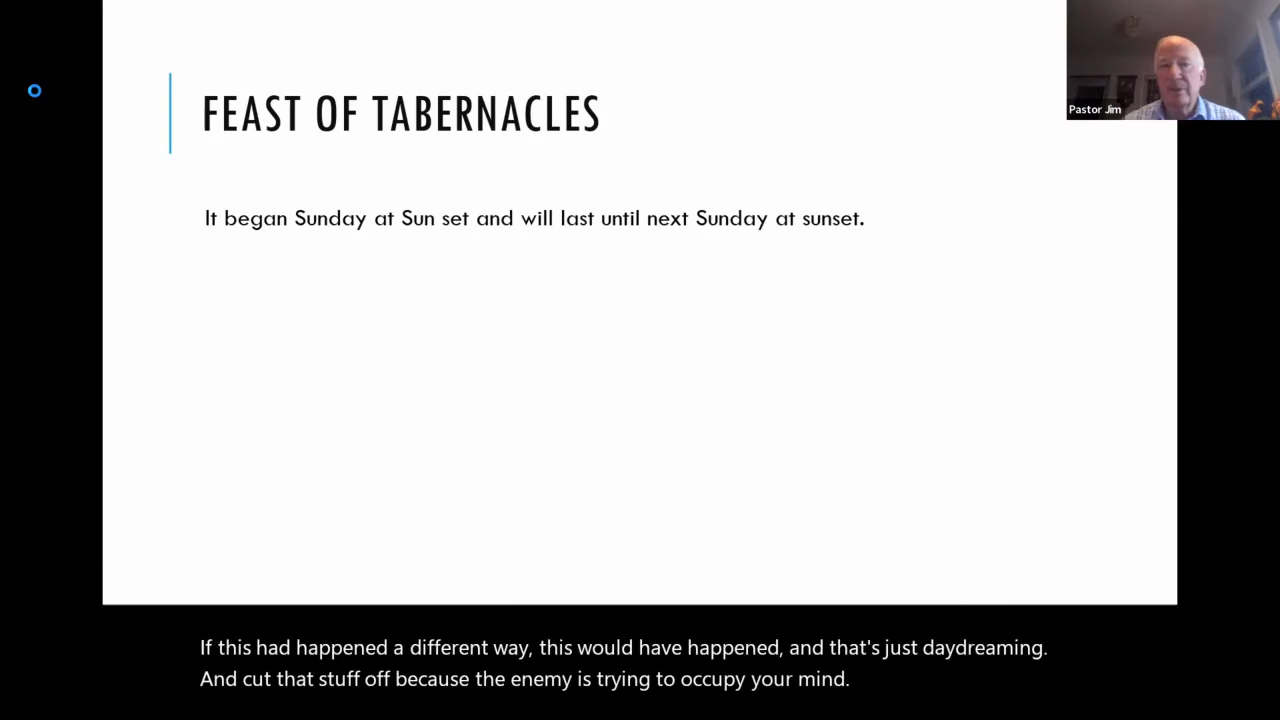 FEAST OF TABERNACLES
Pastor Jim
It began Sunday at Sun set and will last until next Sunday at sunset.
If this had happened a different way, this would have happened, and that's just daydreaming.
And cut that stuff off because the enemy is trying to occupy your mind.